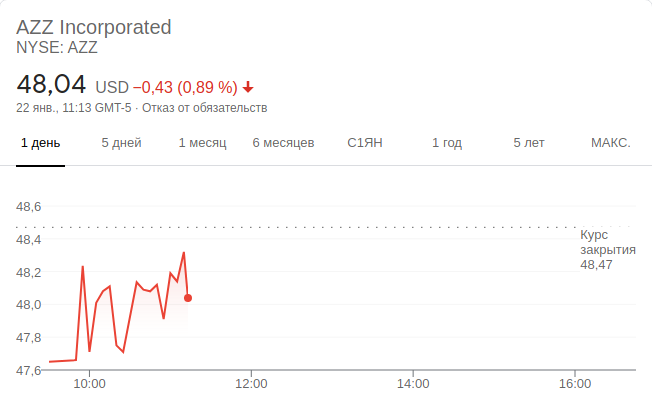 AZZ Incorporated
NYSE: AZZ
48,04 USD −0,43 (0,89 %)
22 янв., 11:13 GMT-5 · Отказ от обязательств
1 день 5 дней 1 месяц 6 месяцев С1ЯН 1 год 5 лет МАКС.
48,6
48,4
48,2
48,0
47,8
47,6
Курс
закрытия
48,47
10:00 12:00 14:00 16:00